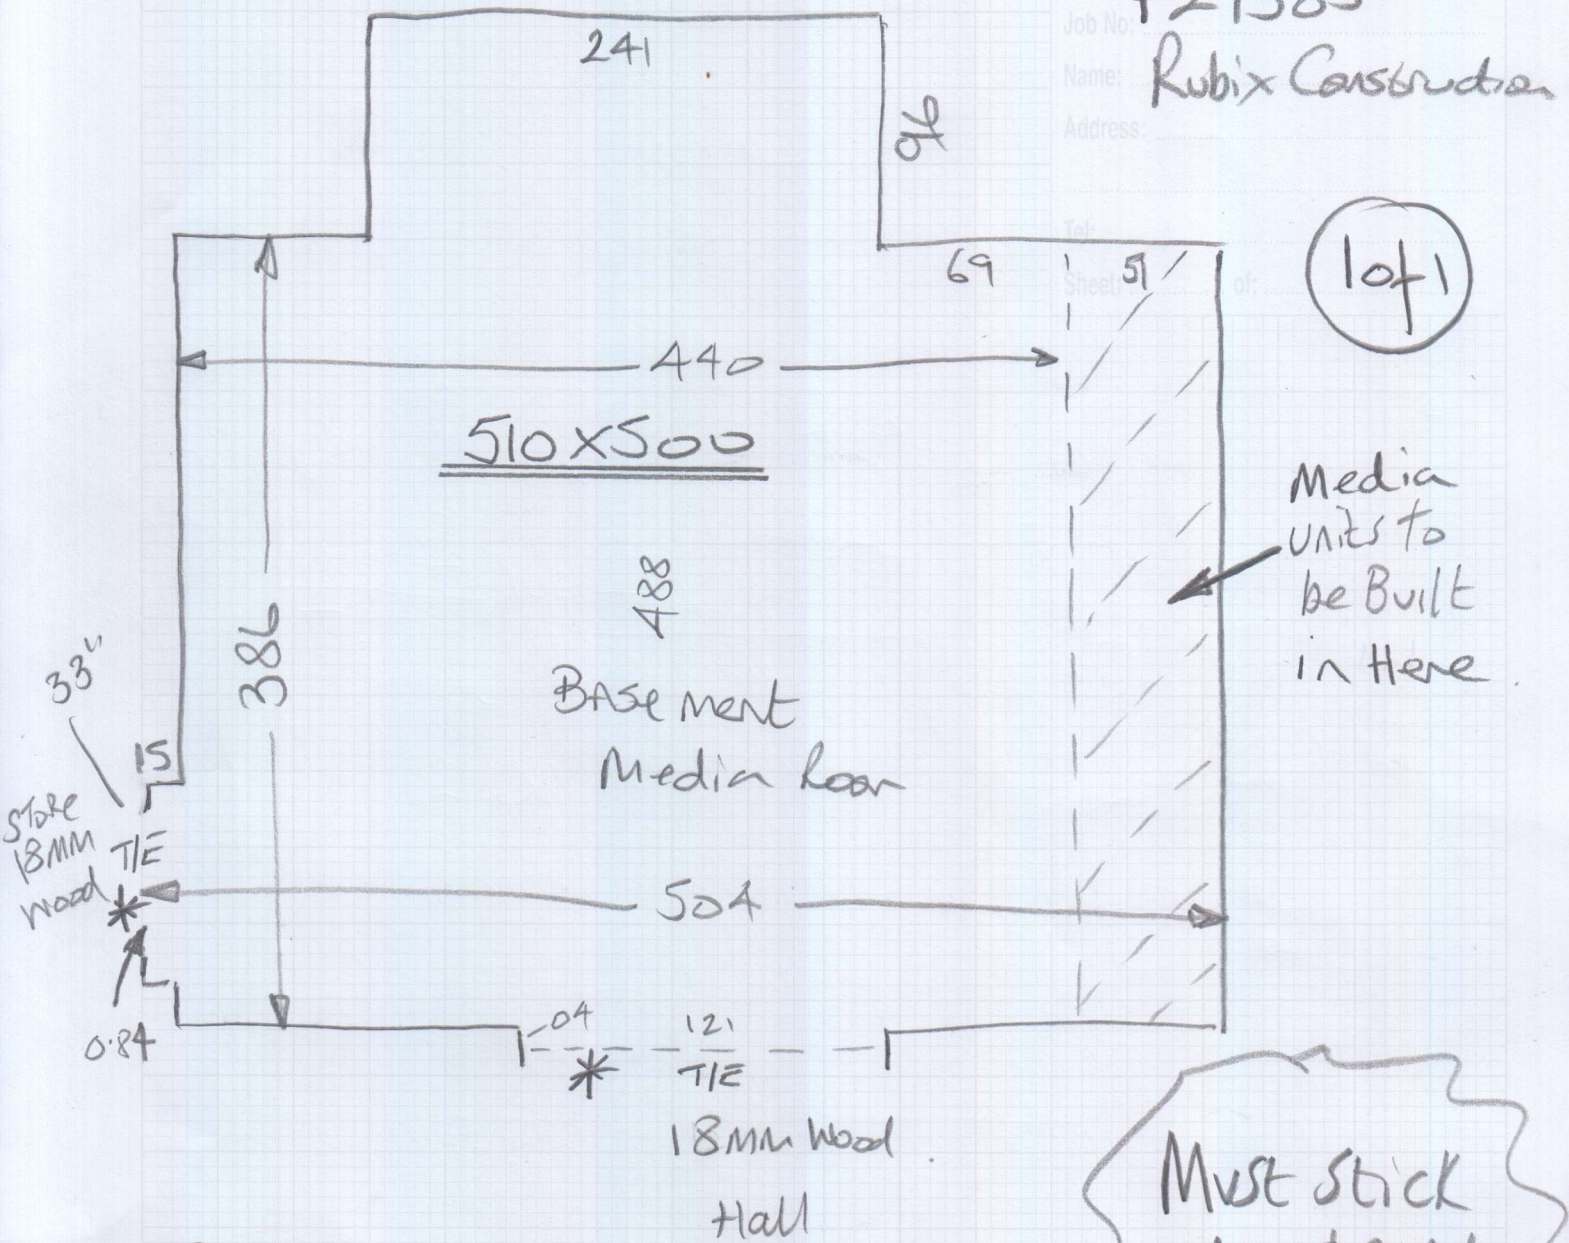 Job No:
Name: Rubix Construction
Address:
Tel:
Sheet: of:
1 of 1
241
96
69
51
440
510x500
488
386
Basement
Media Room
Media
units to
be Built
in Here
33"
15
STORE
18MM
wood
T/E
*
504
0.84
04
121
*
T/E
18mm Wood
Hall
Must Stick